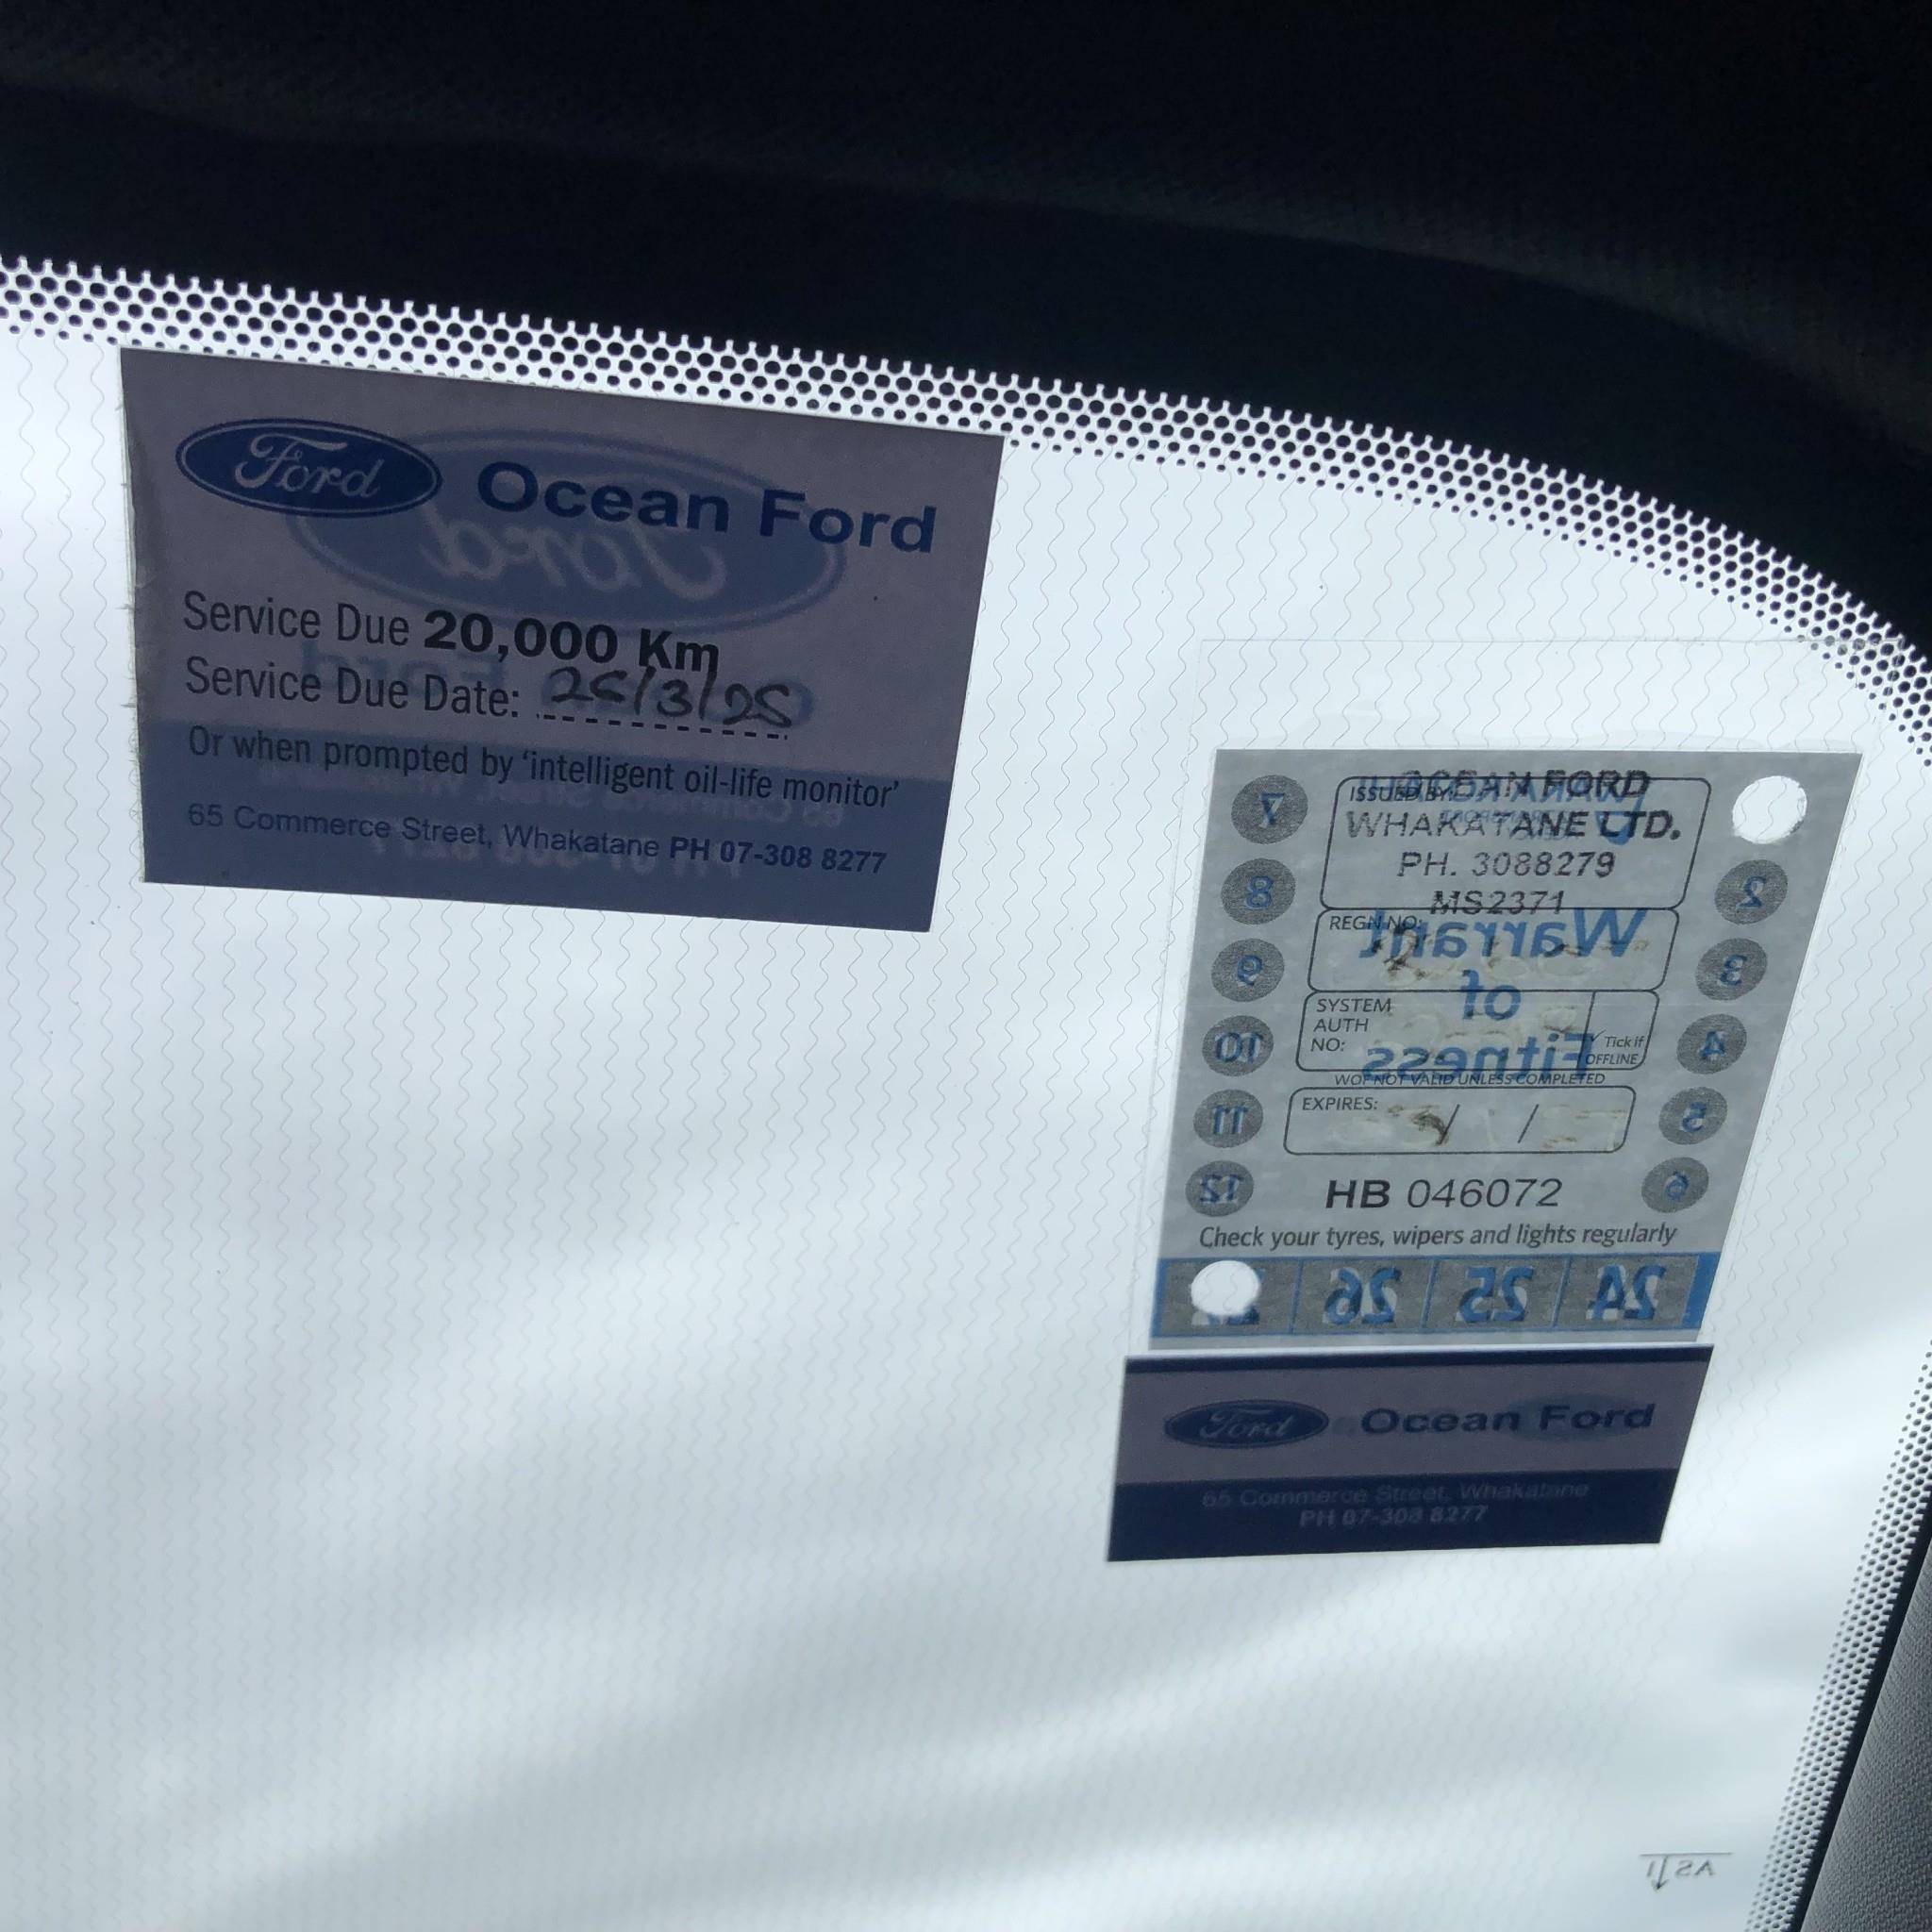 Ford Ocean Ford
Service Due 20,000 Km
Service Due Date: 25/3/25
Or when prompted by 'intelligent oil-life monitor'
65 Commerce Street, Whakatane PH 07-308 8277
ISSUED BY: OCEAN FORD
WHAKATANE LTD.
PH. 3088279
MS2371
REGN NO:
Warrant
of
Fitness
SYSTEM
AUTH
NO:
Tick if
OFFLINE
WOF NOT VALID UNLESS COMPLETED
EXPIRES: / /
7
8
9
10
11
12
2
3
4
5
6
HB 046072
Check your tyres, wipers and lights regularly
26 25 24
Ford Ocean Ford
65 Commerce Street, Whakatane
PH 07-308 8277
AS1